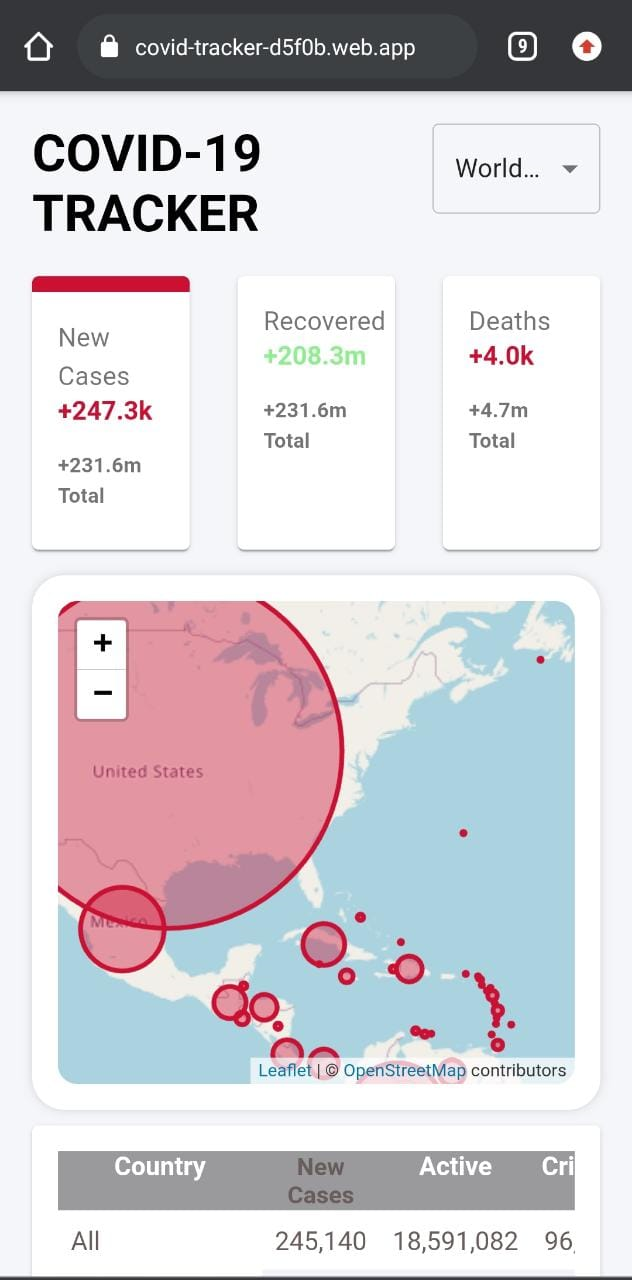 covid-tracker-d5f0b.web.app
9
COVID-19
TRACKER
World...
New
Cases
+247.3k
+231.6m
Total
Recovered
+208.3m
+231.6m
Total
Deaths
+4.0k
+4.7m
Total
+
−
United States
Mexico
Leaflet | © OpenStreetMap contributors
Country New Cases Active Cri
All 245,140 18,591,082 96,